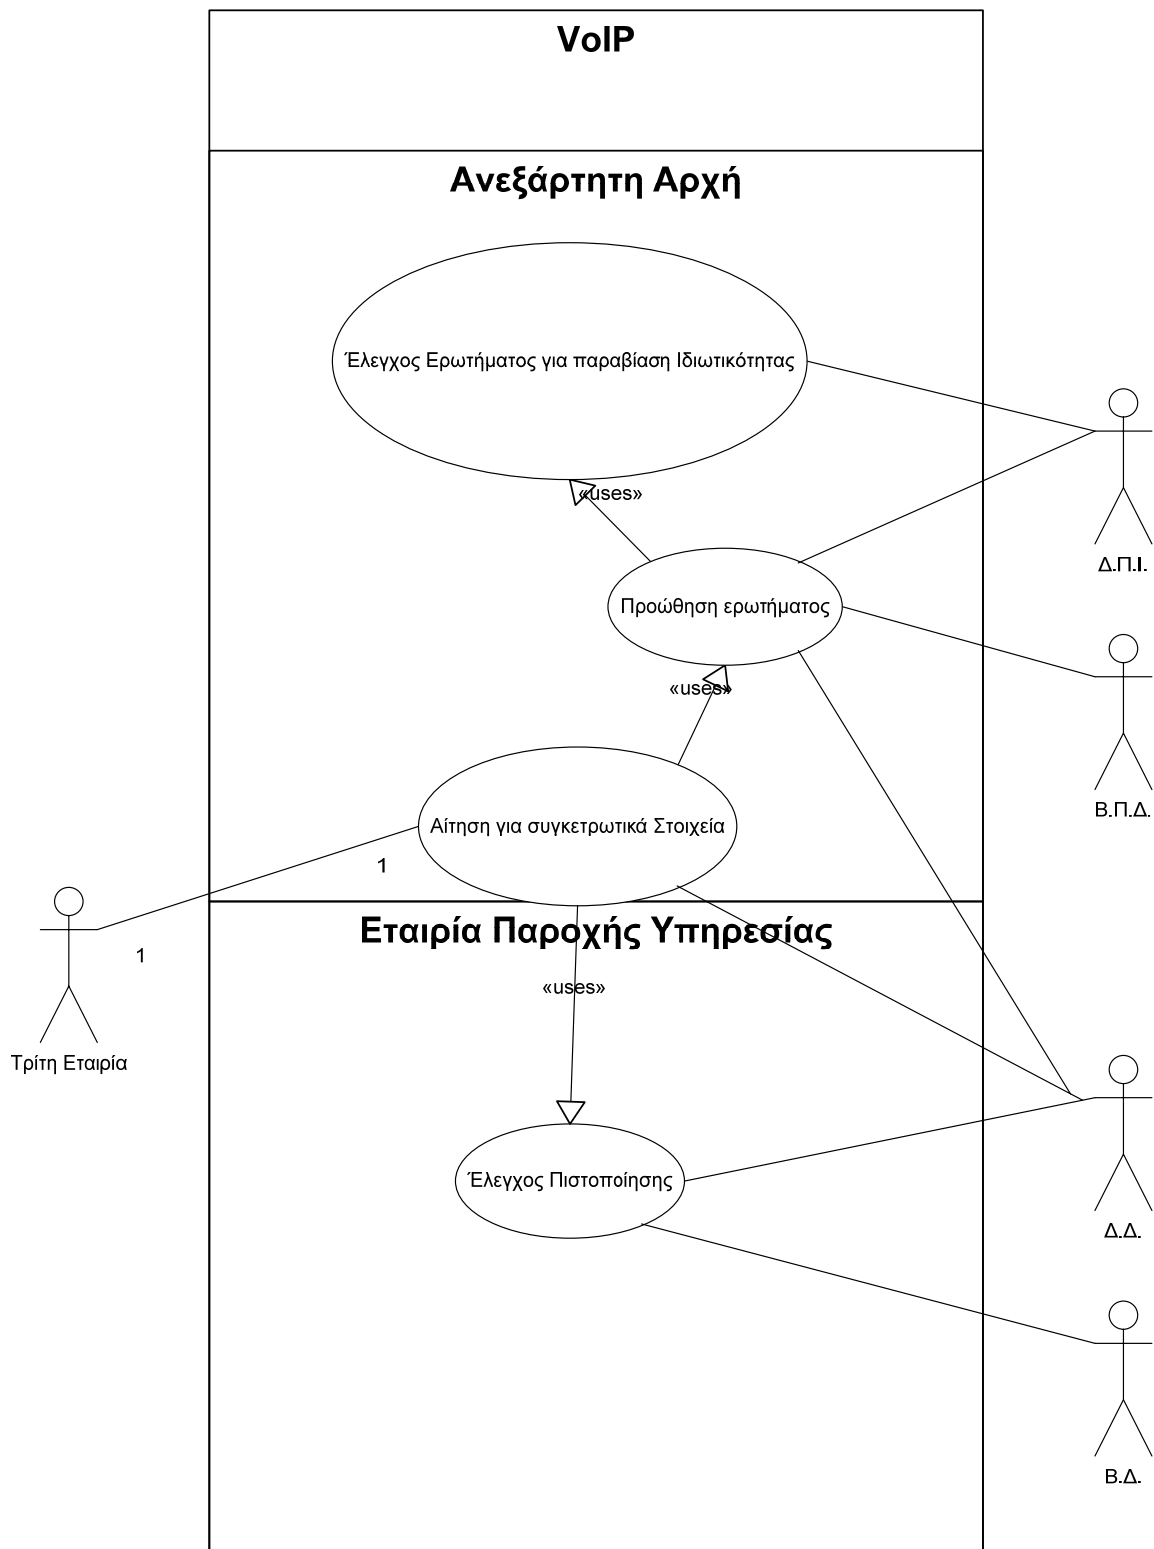 VoIP
Ανεξάρτητη Αρχή
Έλεγχος Ερωτήματος για παραβίαση Ιδιωτικότητας
«uses»
Δ.Π.Ι.
Προώθηση ερωτήματος
«uses»
Β.Π.Δ.
Αίτηση για συγκετρωτικά Στοιχεία
1
Εταιρία Παροχής Υπηρεσίας
1
«uses»
Τρίτη Εταιρία
Έλεγχος Πιστοποίησης
Δ.Δ.
Β.Δ.